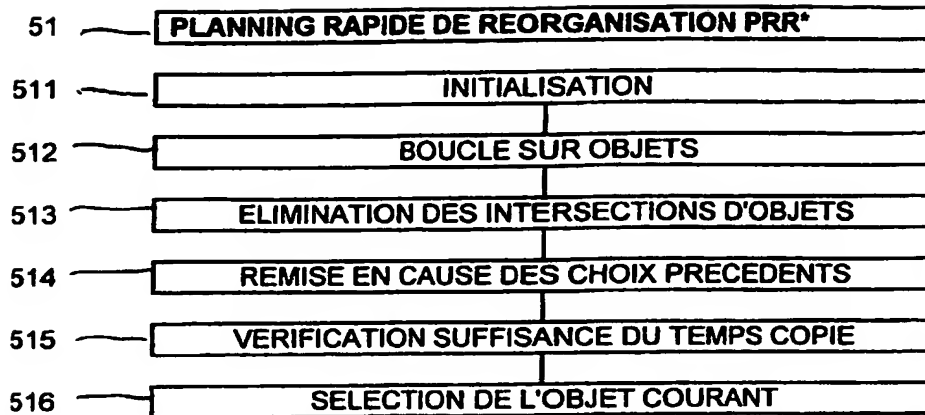 51 PLANNING RAPIDE DE REORGANISATION PRR*
511 INITIALISATION
512 BOUCLE SUR OBJETS
513 ELIMINATION DES INTERSECTIONS D'OBJETS
514 REMISE EN CAUSE DES CHOIX PRECEDENTS
515 VERIFICATION SUFFISANCE DU TEMPS COPIE
516 SELECTION DE L'OBJET COURANT